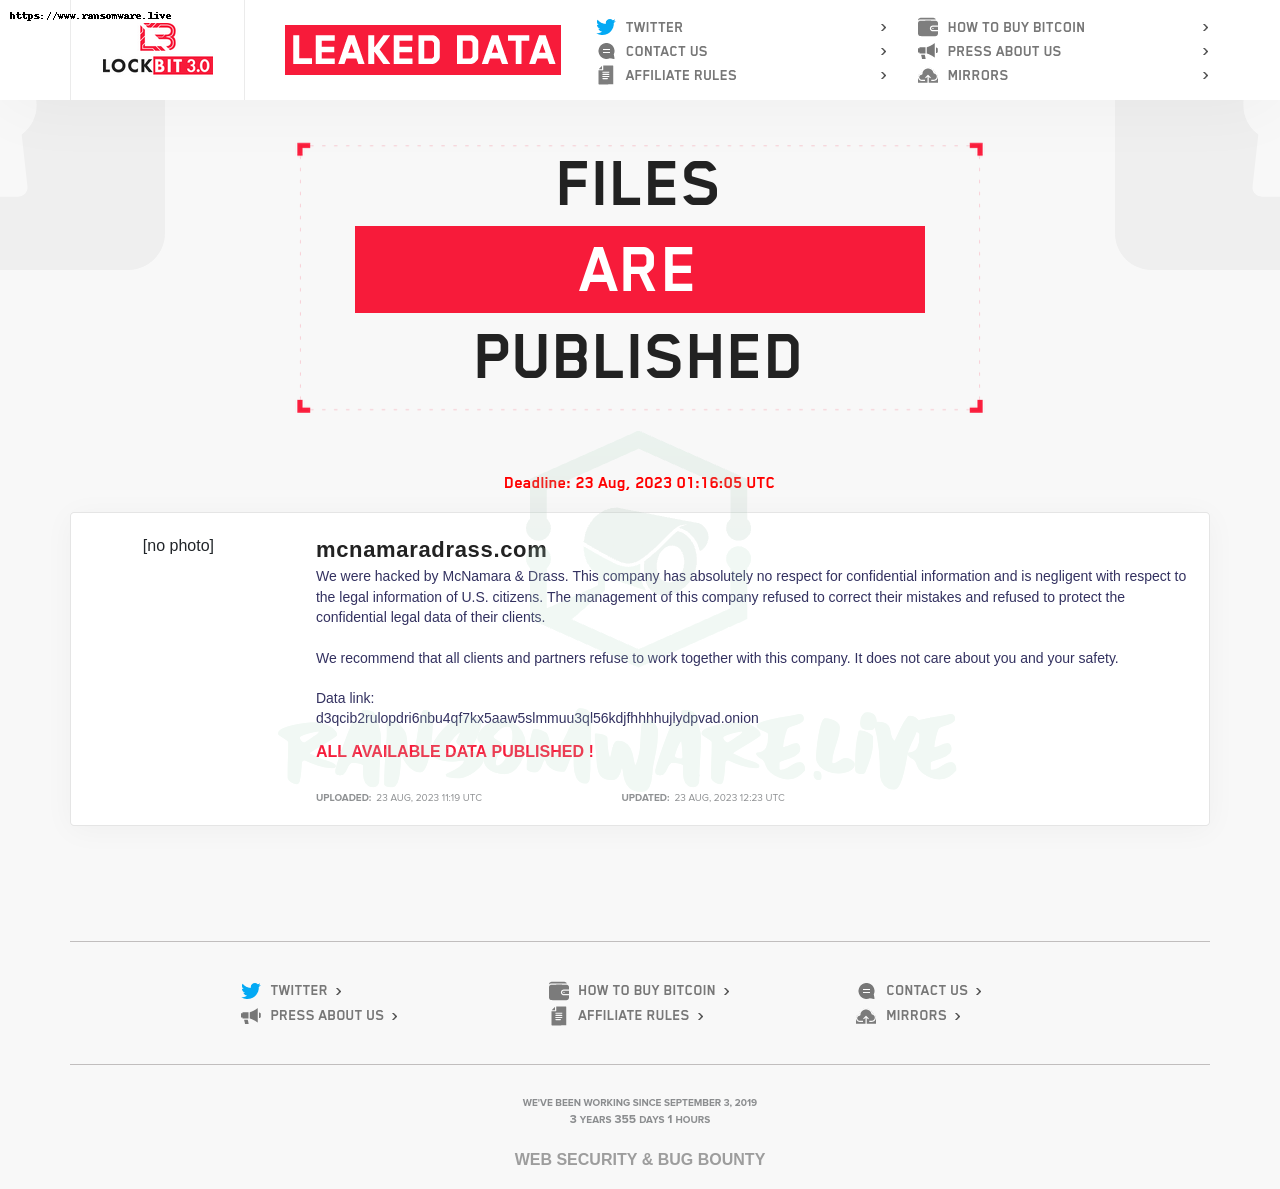 https://www.ransomware.live
LOCKBIT 3.0
LEAKED DATA
TWITTER
CONTACT US
AFFILIATE RULES
HOW TO BUY BITCOIN
PRESS ABOUT US
MIRRORS
FILES
ARE
PUBLISHED
Deadline: 23 Aug, 2023 01:16:05 UTC
[no photo]
mcnamaradrass.com
We were hacked by McNamara & Drass. This company has absolutely no respect for confidential information and is negligent with respect to
the legal information of U.S. citizens. The management of this company refused to correct their mistakes and refused to protect the
confidential legal data of their clients.
We recommend that all clients and partners refuse to work together with this company. It does not care about you and your safety.
Data link:
d3qcib2rulopdri6nbu4qf7kx5aaw5slmmuu3ql56kdjfhhhhujlydpvad.onion
RANSOMWARE.LIVE
ALL AVAILABLE DATA PUBLISHED !
UPLOADED: 23 AUG, 2023 11:19 UTC
UPDATED: 23 AUG, 2023 12:23 UTC
TWITTER
HOW TO BUY BITCOIN
CONTACT US
PRESS ABOUT US
AFFILIATE RULES
MIRRORS
WE'VE BEEN WORKING SINCE SEPTEMBER 3, 2019
3 YEARS 355 DAYS 1 HOURS
WEB SECURITY & BUG BOUNTY